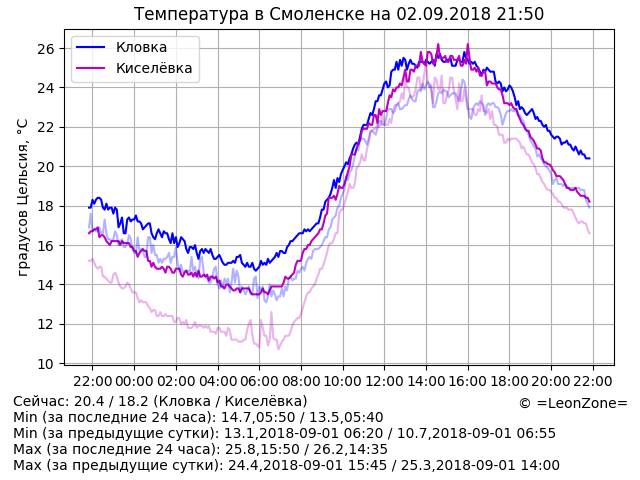 Температура в Смоленске на 02.09.2018 21:50
Кловка
Киселёвка
градусов Цельсия, °C
26
24
22
20
18
16
14
12
10
22:00 00:00 02:00 04:00 06:00 08:00 10:00 12:00 14:00 16:00 18:00 20:00 22:00
Сейчас: 20.4 / 18.2 (Кловка / Киселёвка)
© =LeonZone=
Min (за последние 24 часа): 14.7,05:50 / 13.5,05:40
Min (за предыдущие сутки): 13.1,2018-09-01 06:20 / 10.7,2018-09-01 06:55
Max (за последние 24 часа): 25.8,15:50 / 26.2,14:35
Max (за предыдущие сутки): 24.4,2018-09-01 15:45 / 25.3,2018-09-01 14:00